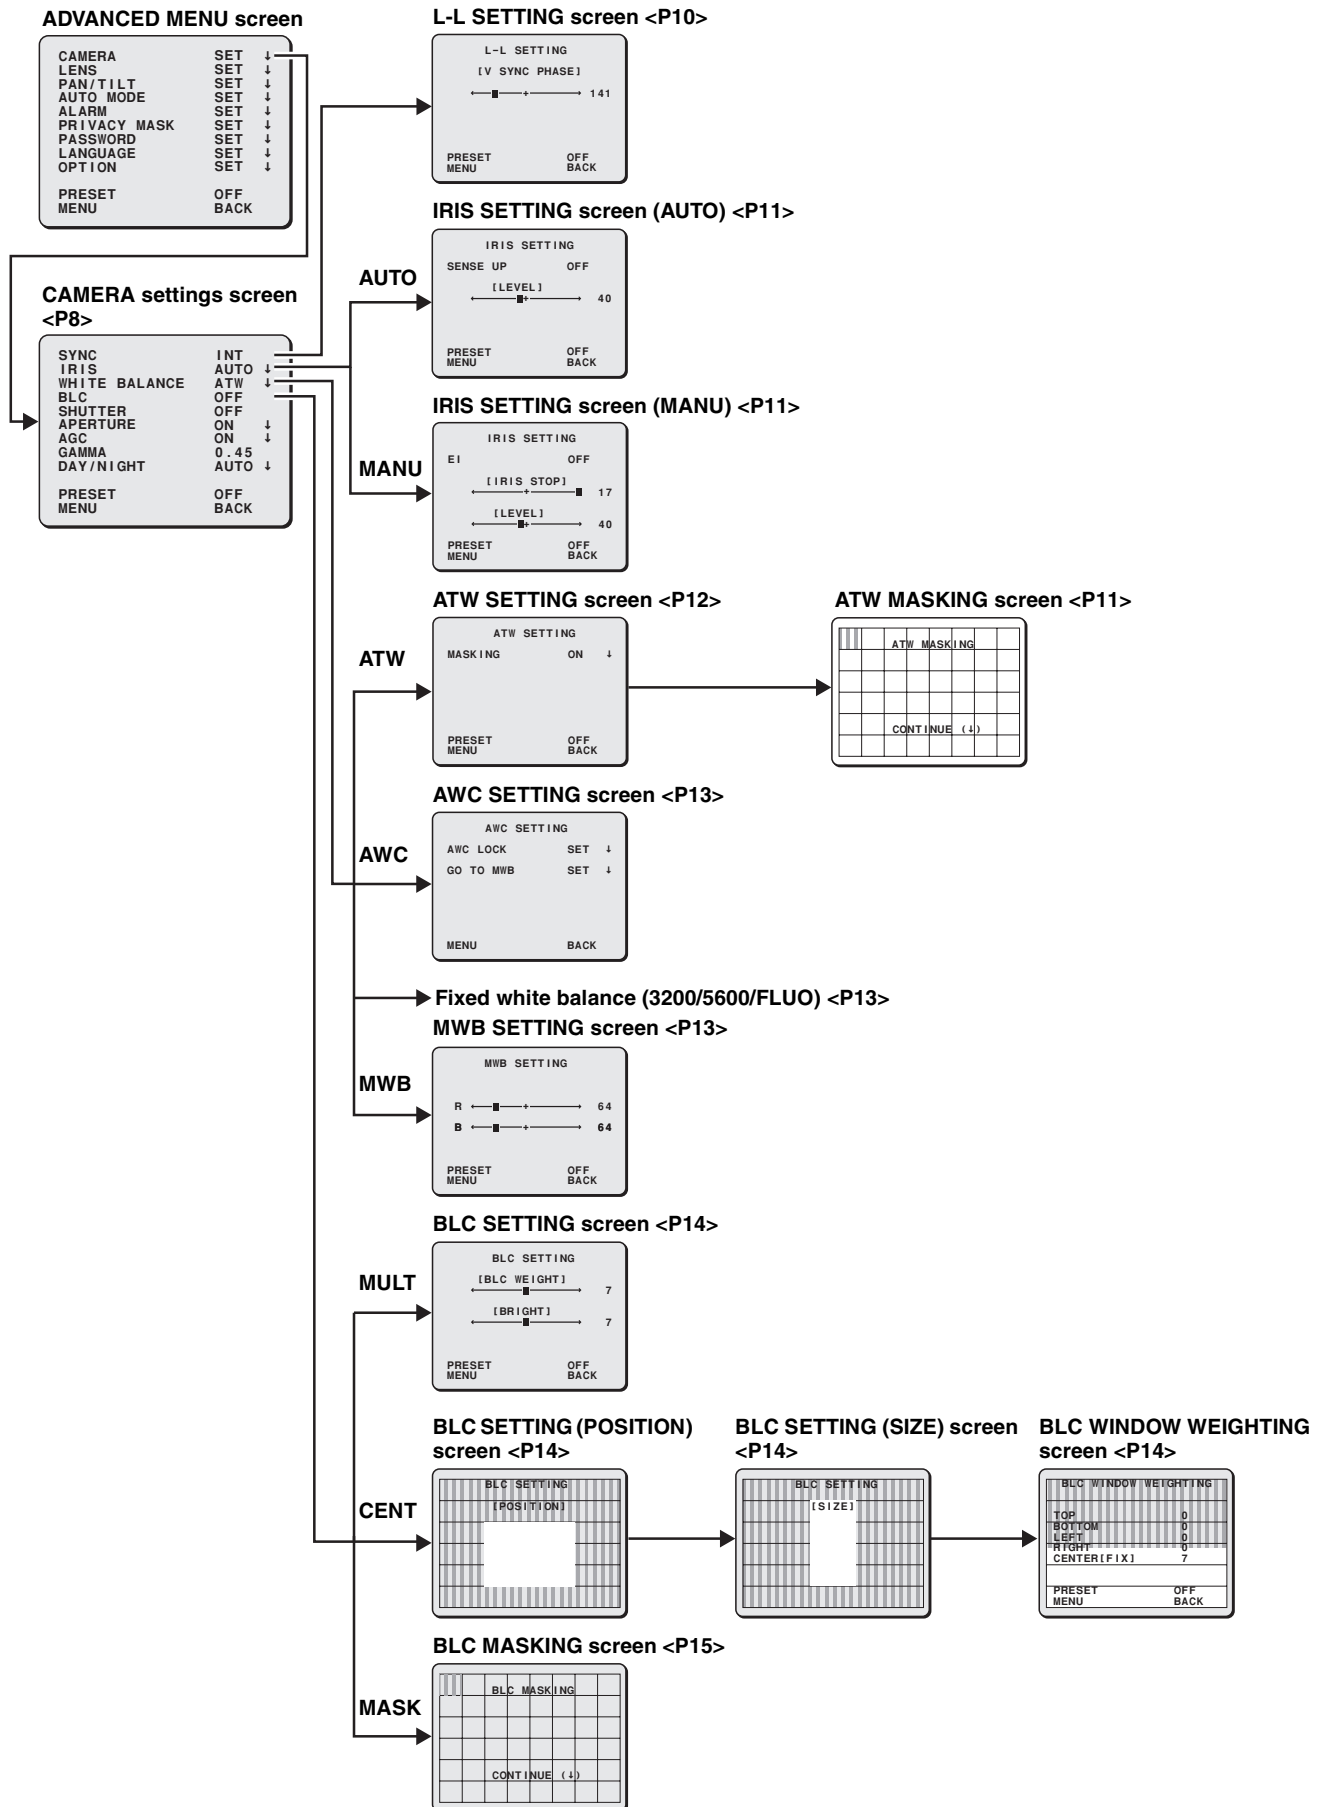 ADVANCED MENU screen
CAMERA SET ↓
LENS SET ↓
PAN/TILT SET ↓
AUTO MODE SET ↓
ALARM SET ↓
PRIVACY MASK SET ↓
PASSWORD SET ↓
LANGUAGE SET ↓
OPTION SET ↓
PRESET OFF
MENU BACK
CAMERA settings screen
<P8>
SYNC INT
IRIS AUTO ↓
WHITE BALANCE ATW ↓
BLC OFF
SHUTTER OFF
APERTURE ON ↓
AGC ON ↓
GAMMA 0.45
DAY/NIGHT AUTO ↓
PRESET OFF
MENU BACK
L-L SETTING screen <P10>
L-L SETTING
[V SYNC PHASE]
+ 141
PRESET OFF
MENU BACK
IRIS SETTING screen (AUTO) <P11>
AUTO
IRIS SETTING
SENSE UP OFF
[LEVEL]
+ 40
PRESET OFF
MENU BACK
IRIS SETTING screen (MANU) <P11>
MANU
IRIS SETTING
EI OFF
[IRIS STOP]
+ 17
[LEVEL]
+ 40
PRESET OFF
MENU BACK
ATW SETTING screen <P12>
ATW
ATW SETTING
MASKING ON ↓
PRESET OFF
MENU BACK
ATW MASKING screen <P11>
ATW MASKING
CONTINUE (↓)
AWC SETTING screen <P13>
AWC
AWC SETTING
AWC LOCK SET ↓
GO TO MWB SET ↓
MENU BACK
Fixed white balance (3200/5600/FLUO) <P13>
MWB SETTING screen <P13>
MWB
MWB SETTING
R + 64
B + 64
PRESET OFF
MENU BACK
BLC SETTING screen <P14>
MULT
BLC SETTING
[BLC WEIGHT]
7
[BRIGHT]
7
PRESET OFF
MENU BACK
BLC SETTING (POSITION)
screen <P14>
CENT
BLC SETTING
[POSITION]
BLC SETTING (SIZE) screen
<P14>
BLC SETTING
[SIZE]
BLC WINDOW WEIGHTING
screen <P14>
BLC WINDOW WEIGHTING
TOP 0
BOTTOM 0
LEFT 0
RIGHT 0
CENTER[FIX] 7
PRESET OFF
MENU BACK
BLC MASKING screen <P15>
MASK
BLC MASKING
CONTINUE (↓)